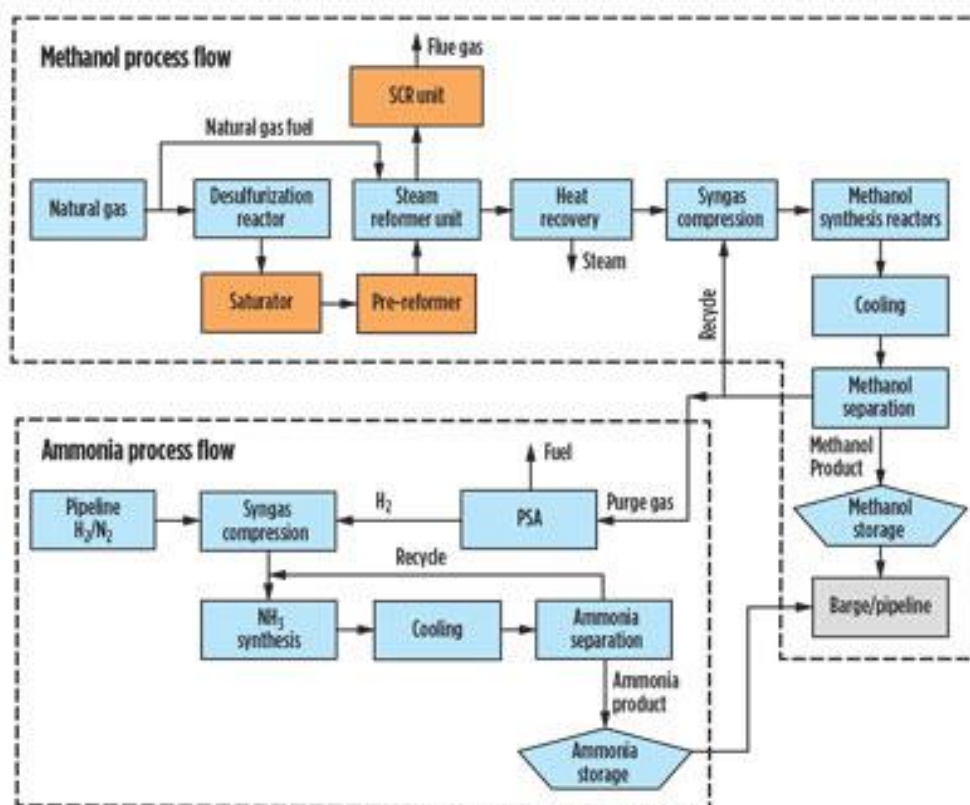 Methanol process flow
Flue gas
SCR unit
Natural gas fuel
Natural gas
Desulfurization
reactor
Steam
reformer unit
Heat
recovery
Syngas
compression
Methanol
synthesis reactors
Steam
Saturator
Pre-reformer
Recycle
Cooling
Methanol
separation
Methanol
Product
Methanol
storage
Barge/pipeline
Ammonia process flow
Fuel
Pipeline
H₂/N₂
Syngas
compression
H₂
PSA
Purge gas
Recycle
NH₃
synthesis
Cooling
Ammonia
separation
Ammonia
product
Ammonia
storage